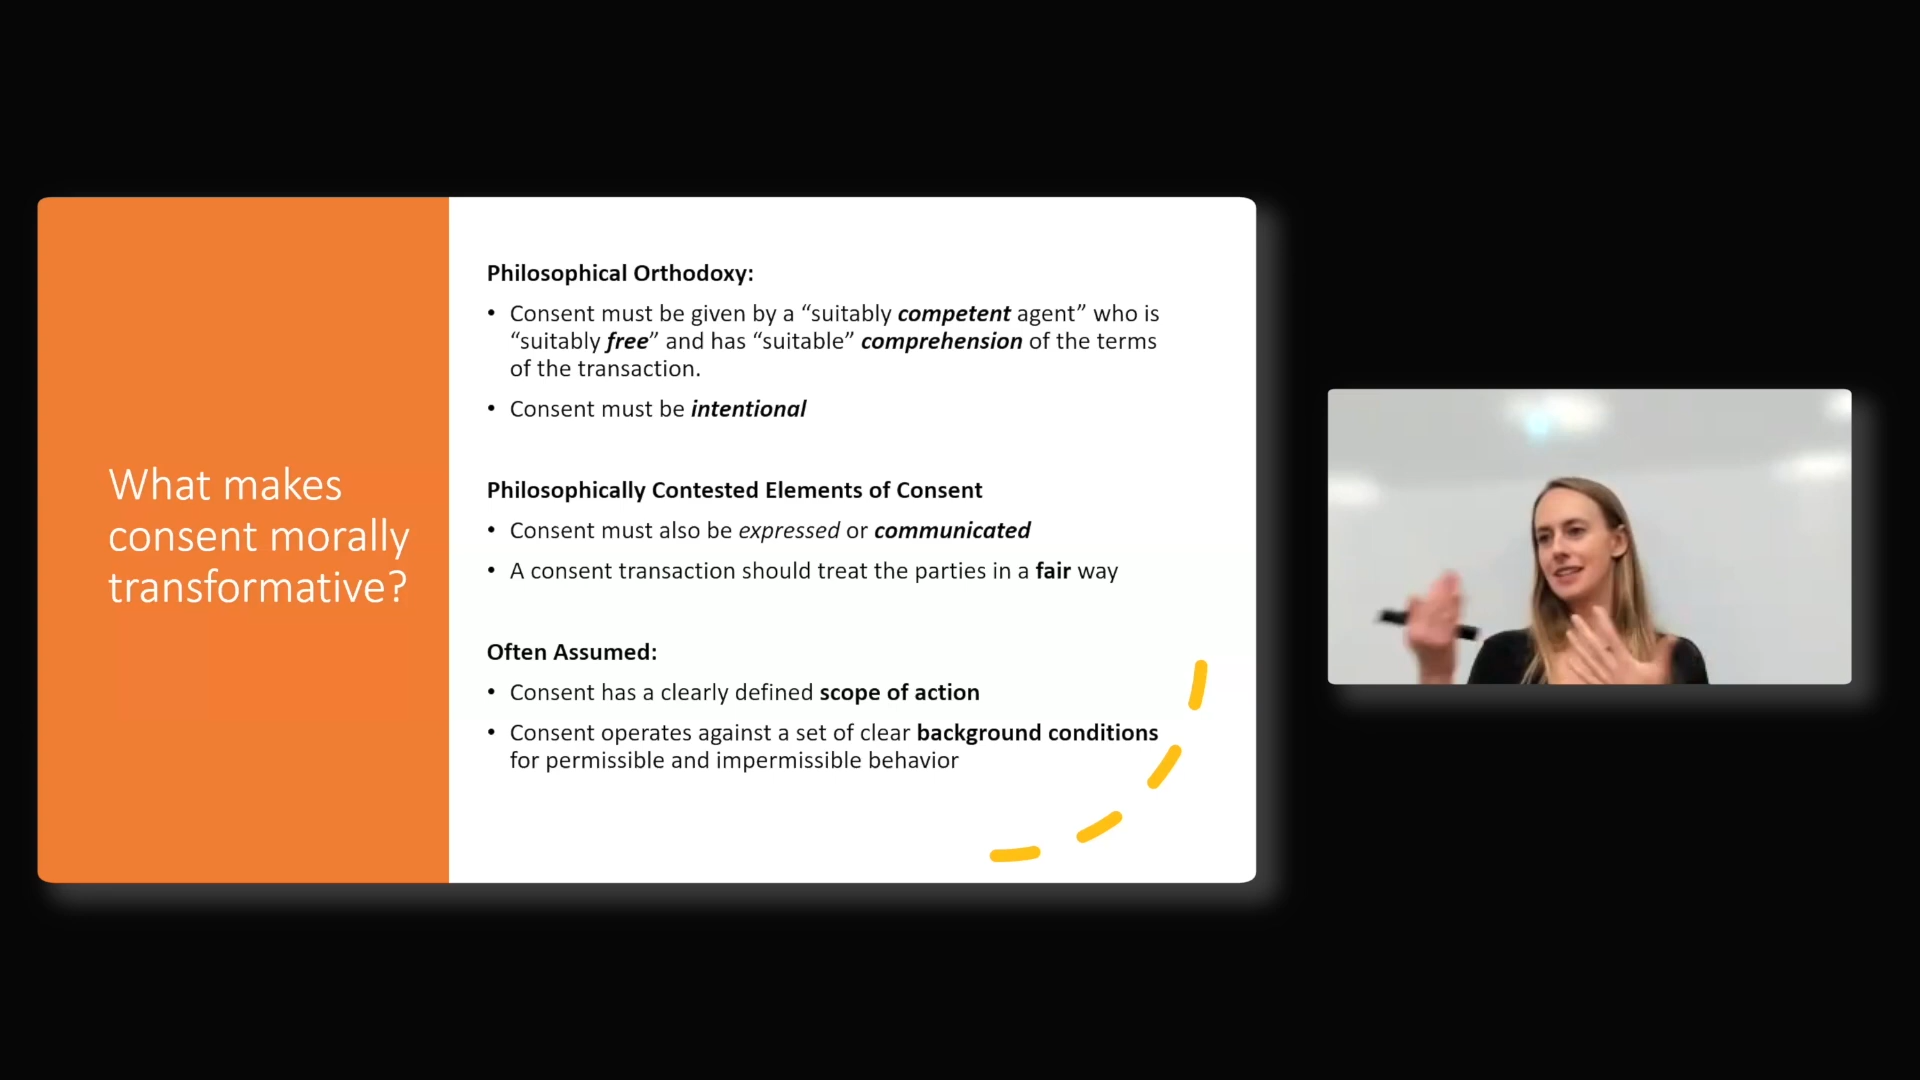 What makes
consent morally
transformative?
Philosophical Orthodoxy:
• Consent must be given by a “suitably competent agent” who is
“suitably free” and has “suitable” comprehension of the terms
of the transaction.
• Consent must be intentional
Philosophically Contested Elements of Consent
• Consent must also be expressed or communicated
• A consent transaction should treat the parties in a fair way
Often Assumed:
• Consent has a clearly defined scope of action
• Consent operates against a set of clear background conditions
for permissible and impermissible behavior